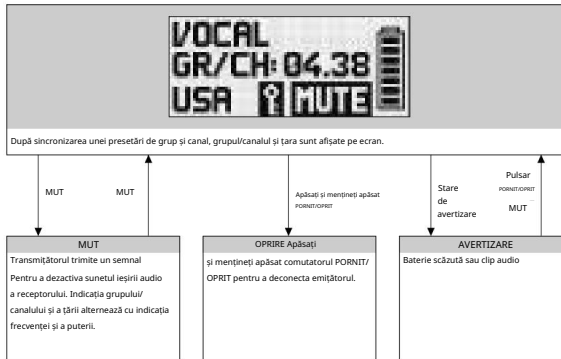 VOCAL
GR/CH: 04.38
USA MUTE
După sincronizarea unei presetări de grup și canal, grupul/canalul și țara sunt afișate pe ecran.
MUT
MUT
Apăsați și mențineți apăsat
PORNIT/OPRIT
Stare
de
avertizare
Pulsar
PORNIT/OPRIT
MUT
MUT
Transmițătorul trimite un semnal
Pentru a dezactiva sunetul ieșirii audio
a receptorului. Indicația grupului/
canalului și a țării alternează cu indicația
frecvenței și a puterii.
OPRIRE Apăsați
și mențineți apăsat comutatorul PORNIT/
OPRIT pentru a deconecta emițătorul.
AVERTIZARE
Baterie scăzută sau clip audio